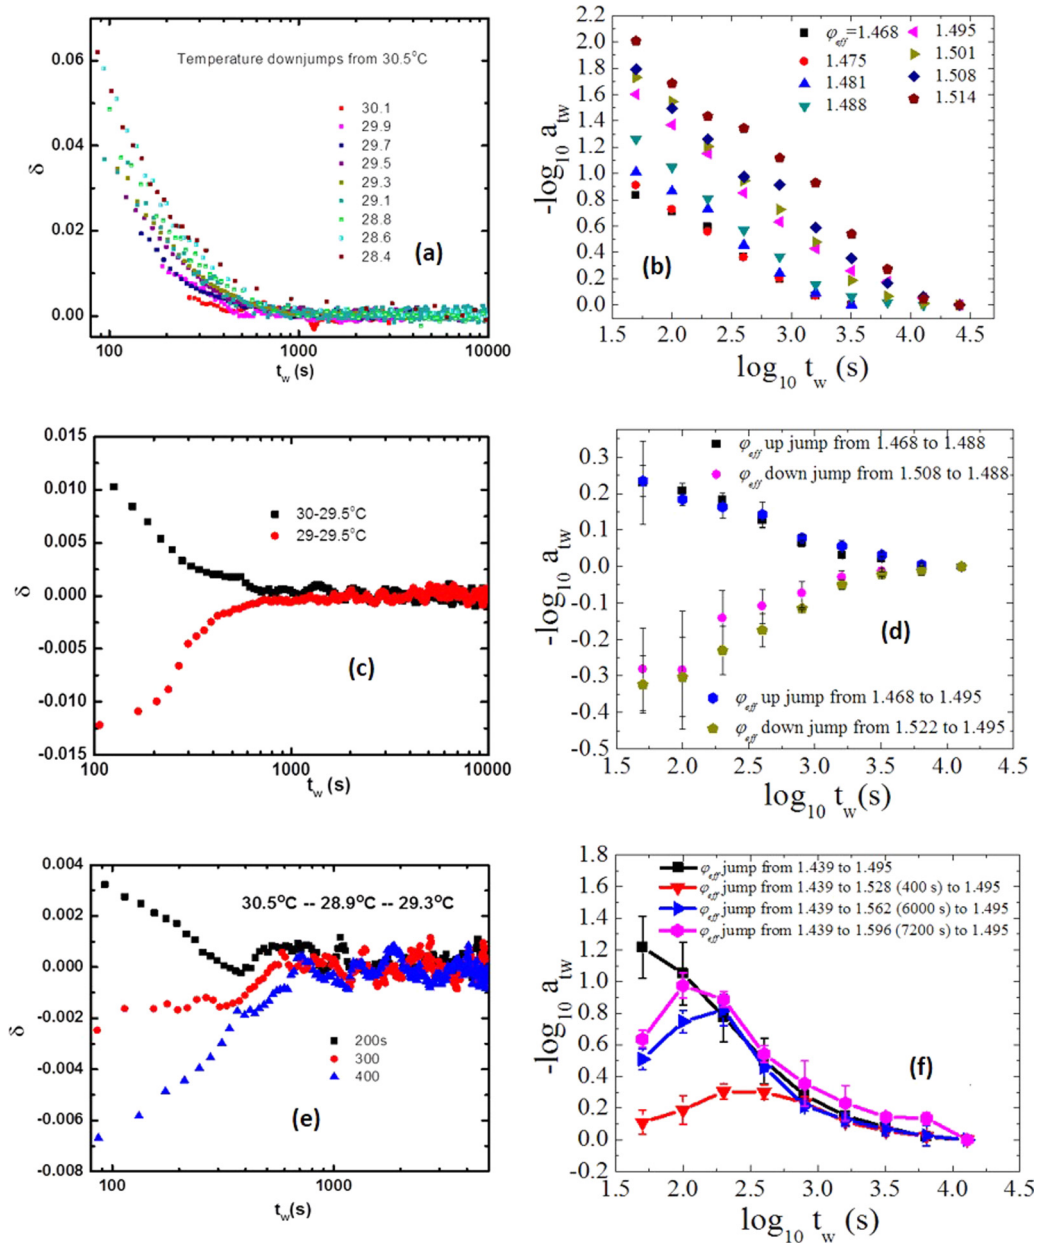 0.06
0.04
0.02
0.00
δ
Temperature downjumps from 30.5°C
30.1
29.9
29.7
29.5
29.3
29.1
28.8
28.6
28.4
(a)
100
1000
10000
t_w (s)
2.2
2.0
1.8
1.6
1.4
1.2
1.0
0.8
0.6
0.4
0.2
0.0
-log10 a_tw
φ_eff=1.468
1.475
1.481
1.488
1.495
1.501
1.508
1.514
(b)
1.5 2.0 2.5 3.0 3.5 4.0 4.5
log10 t_w (s)
0.015
0.010
0.005
0.000
-0.005
-0.010
-0.015
δ
30-29.5°C
29-29.5°C
(c)
100
1000
10000
t_w (s)
0.3
0.2
0.1
0.0
-0.1
-0.2
-0.3
-0.4
-0.5
-log10 a_tw
φ_eff up jump from 1.468 to 1.488
φ_eff down jump from 1.508 to 1.488
(d)
φ_eff up jump from 1.468 to 1.495
φ_eff down jump from 1.522 to 1.495
1.5 2.0 2.5 3.0 3.5 4.0 4.5
log10 t_w(s)
0.004
0.002
0.000
-0.002
-0.004
-0.006
-0.008
δ
30.5°C -- 28.9°C -- 29.3°C
200s
300
400
(e)
100
1000
t_w(s)
1.8
1.6
1.4
1.2
1.0
0.8
0.6
0.4
0.2
0.0
-0.2
-log10 a_tw
φ_eff jump from 1.439 to 1.495
φ_eff jump from 1.439 to 1.528 (400 s) to 1.495
φ_eff jump from 1.439 to 1.562 (6000 s) to 1.495
φ_eff jump from 1.439 to 1.596 (7200 s) to 1.495
(f)
1.5 2.0 2.5 3.0 3.5 4.0 4.5
log10 t_w (s)